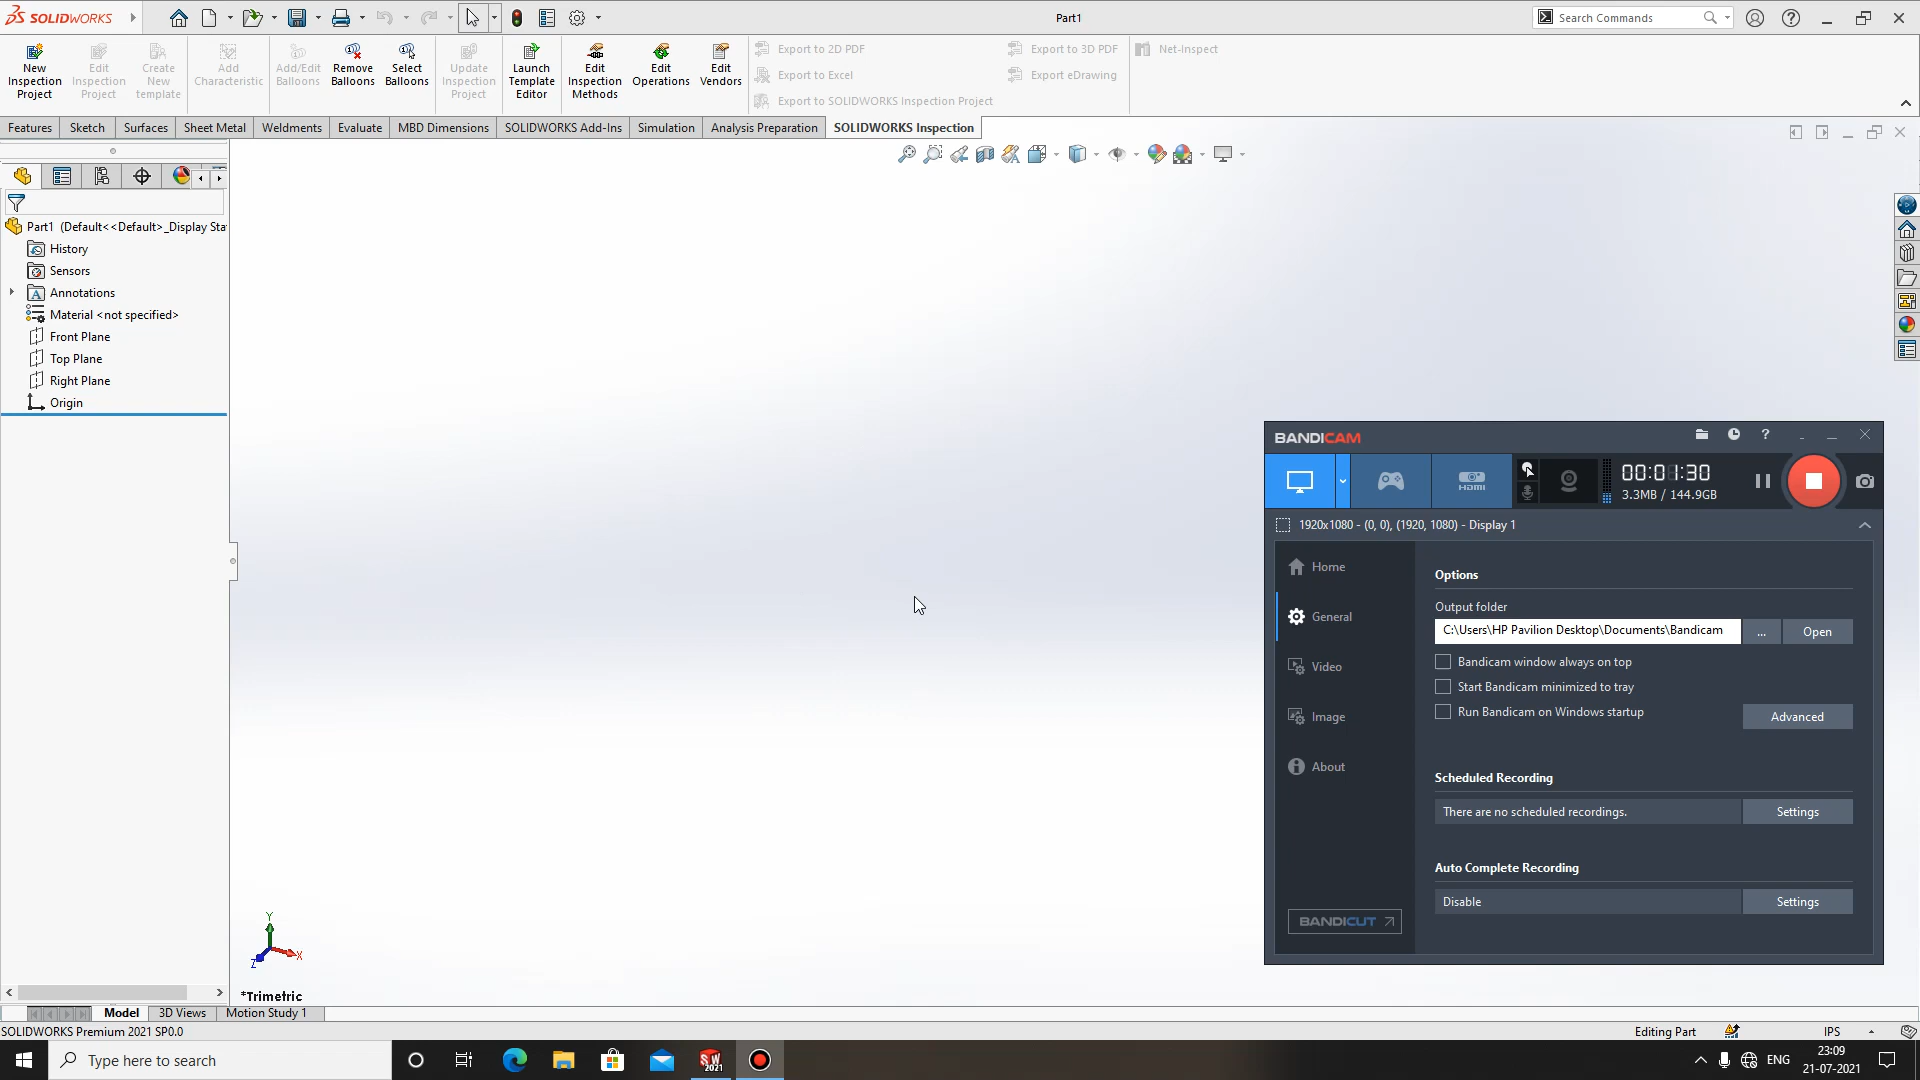 SOLIDWORKS
Part1
Search Commands
New Inspection Project
Edit Inspection Project
Create New template
Add Characteristic
Add/Edit Balloons
Remove Balloons
Select Balloons
Update Inspection Project
Launch Template Editor
Edit Inspection Methods
Edit Operations
Edit Vendors
Export to 2D PDF
Export to Excel
Export to SOLIDWORKS Inspection Project
Export to 3D PDF
Export eDrawing
Net-Inspect
Features
Sketch
Surfaces
Sheet Metal
Weldments
Evaluate
MBD Dimensions
SOLIDWORKS Add-Ins
Simulation
Analysis Preparation
SOLIDWORKS Inspection
Part1 (Default<<Default>_Display Sta
History
Sensors
Annotations
Material <not specified>
Front Plane
Top Plane
Right Plane
Origin
BANDICAM
HDMI
00:01:30
3.3MB / 144.9GB
1920x1080 - (0, 0), (1920, 1080) - Display 1
Home
General
Video
Image
About
BANDICUT
Options
Output folder
C:\Users\HP Pavilion Desktop\Documents\Bandicam
...
Open
Bandicam window always on top
Start Bandicam minimized to tray
Run Bandicam on Windows startup
Advanced
Scheduled Recording
There are no scheduled recordings.
Settings
Auto Complete Recording
Disable
Settings
Y
X
Z
*Trimetric
Model
3D Views
Motion Study 1
SOLIDWORKS Premium 2021 SP0.0
Editing Part
IPS
Type here to search
SW 2021
ENG
23:09
21-07-2021